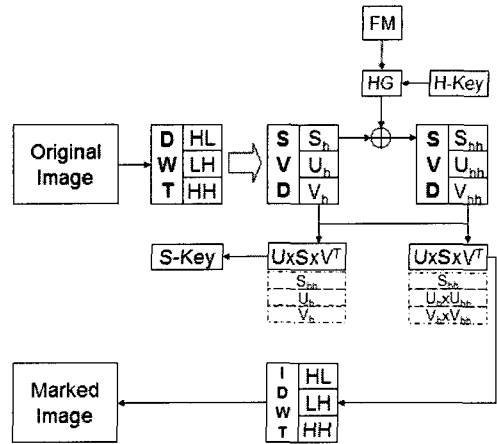 FM
HG
H-Key
Original
Image
D
W
T
HL
LH
HH
S
V
D
S_h
U_h
V_h
S
V
D
S_hh
U_hh
V_hh
S-Key
UxSxV^T
S_hh
U_h
V_h
UxSxV^T
S_hh
U_hxU_hh
V_hxV_hh
Marked
Image
I
D
W
T
HL
LH
HH